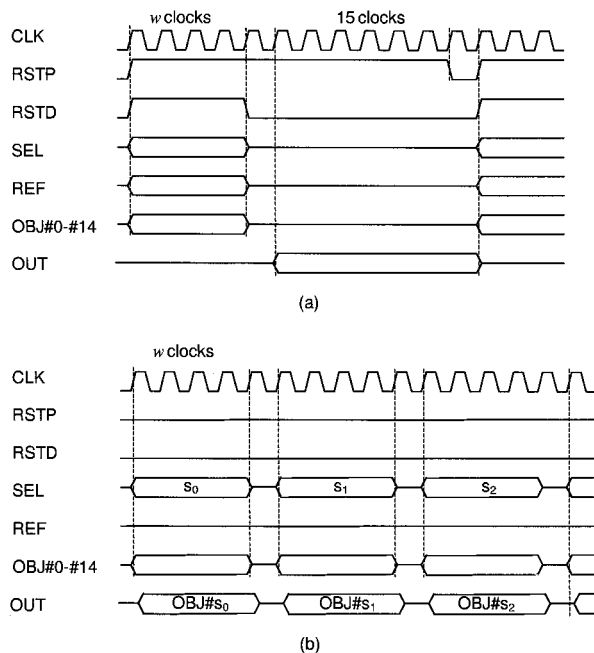 w clocks 15 clocks
CLK
RSTP
RSTD
SEL
REF
OBJ#0-#14
OUT
(a)
w clocks
CLK
RSTP
RSTD
SEL s₀ s₁ s₂
REF
OBJ#0-#14
OUT OBJ#s₀ OBJ#s₁ OBJ#s₂
(b)